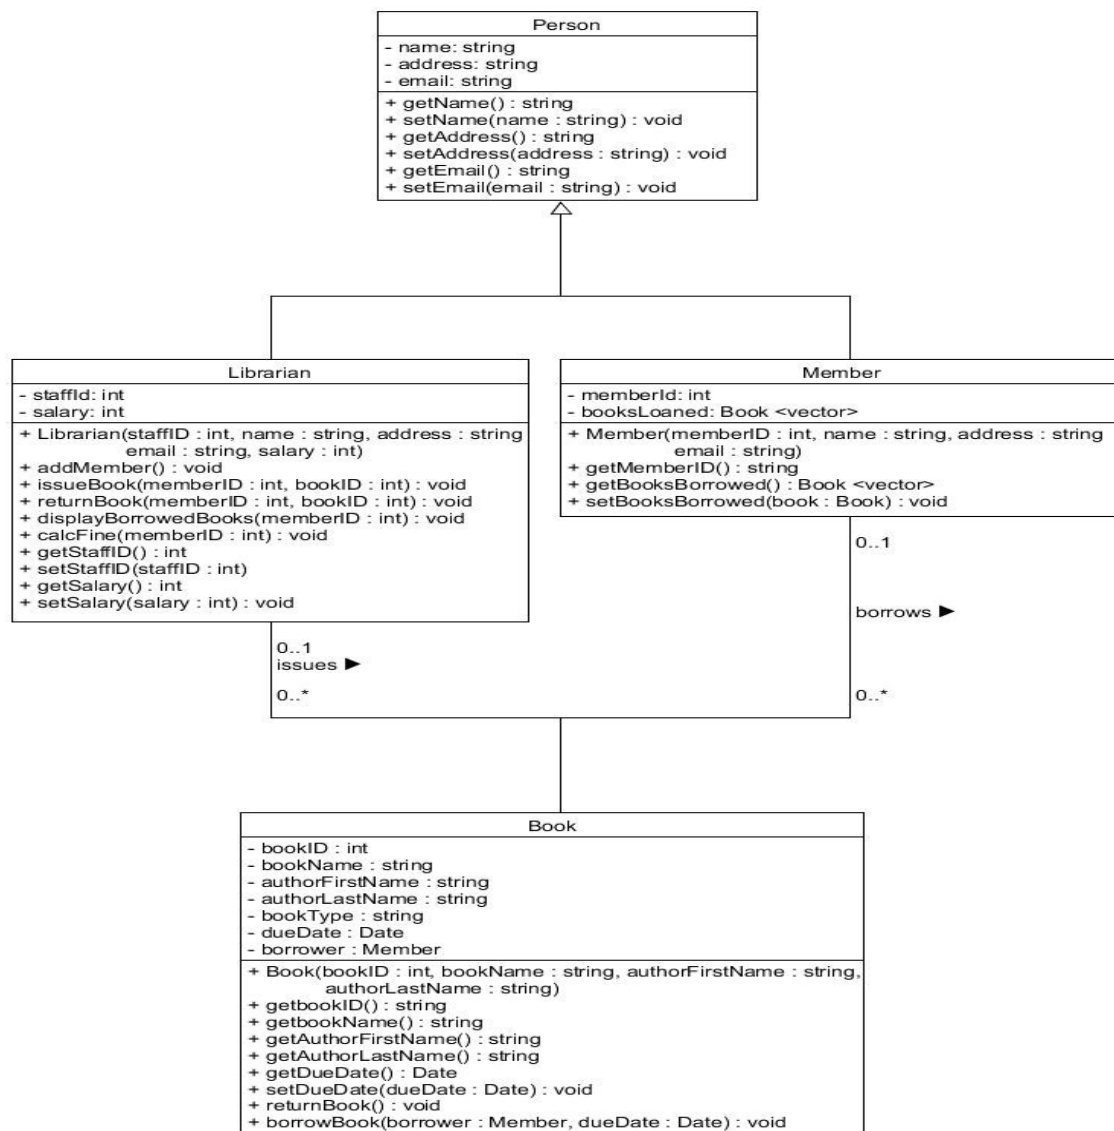 Person
- name: string
- address: string
- email: string
+ getName() : string
+ setName(name : string) : void
+ getAddress() : string
+ setAddress(address : string) : void
+ getEmail() : string
+ setEmail(email : string) : void
Librarian
- staffId: int
- salary: int
+ Librarian(staffID : int, name : string, address : string
email : string, salary : int)
+ addMember() : void
+ issueBook(memberID : int, bookID : int) : void
+ returnBook(memberID : int, bookID : int) : void
+ displayBorrowedBooks(memberID : int) : void
+ calcFine(memberID : int) : void
+ getStaffID() : int
+ setStaffID(staffID : int)
+ getSalary() : int
+ setSalary(salary : int) : void
Member
- memberId: int
- booksLoaned: Book <vector>
+ Member(memberID : int, name : string, address : string
email : string)
+ getMemberID() : string
+ getBooksBorrowed() : Book <vector>
+ setBooksBorrowed(book : Book) : void
0..1
issues ►
0..*
0..1
borrows ►
0..*
Book
- bookID : int
- bookName : string
- authorFirstName : string
- authorLastName : string
- bookType : string
- dueDate : Date
- borrower : Member
+ Book(bookID : int, bookName : string, authorFirstName : string,
authorLastName : string)
+ getbookID() : string
+ getbookName() : string
+ getAuthorFirstName() : string
+ getAuthorLastName() : string
+ getDueDate() : Date
+ setDueDate(dueDate : Date) : void
+ returnBook() : void
+ borrowBook(borrower : Member, dueDate : Date) : void